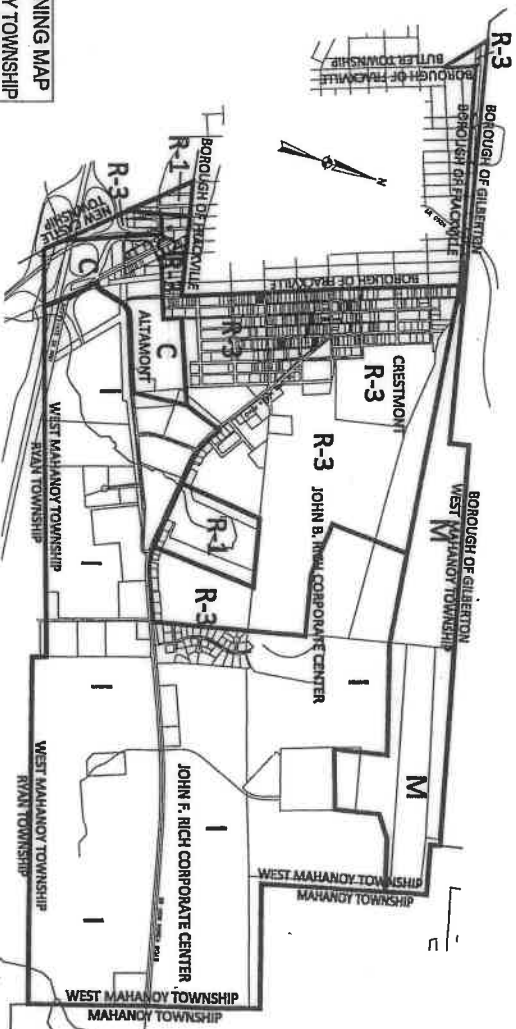 NING MAP
Y TOWNSHIP
R-3
BUTLER TOWNSHIP
BOROUGH OF FRACKVILLE
BOROUGH OF GILBERTON
BOROUGH OF FRACKVILLE
N
R-1
BOROUGH OF FRACKVILLE
R-3
NEW CASTLE
TOWNSHIP
C
BOROUGH OF FRACKVILLE
R-3
C
ALTAMONT
CRESTMONT
R-3
R-3
I
WEST MAHANOY TOWNSHIP
RYAN TOWNSHIP
R-1
BOROUGH OF GILBERTON
WEST MAHANOY TOWNSHIP
M
JOHN B. CORPORATE CENTER
R-3
I
I
I
M
I
JOHN F. RICH CORPORATE CENTER
WEST MAHANOY TOWNSHIP
RYAN TOWNSHIP
I
WEST MAHANOY TOWNSHIP
MAHANOY TOWNSHIP
WEST MAHANOY TOWNSHIP
MAHANOY TOWNSHIP